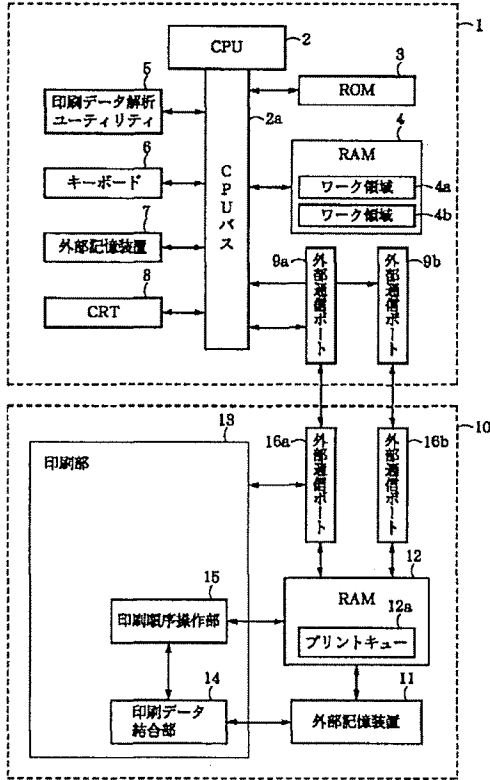 1
CPU
2
5
印刷データ解析
ユーティリティ
2a
3
ROM
4
RAM
ワーク領域
4a
ワーク領域
4b
6
キーボード
CPUバス
7
外部記憶装置
8
CRT
9a
外部通信ポート
9b
外部通信ポート
10
13
印刷部
16a
外部通信ポート
16b
外部通信ポート
12
RAM
12a
プリントキュー
15
印刷順序操作部
14
印刷データ
結合部
11
外部記憶装置